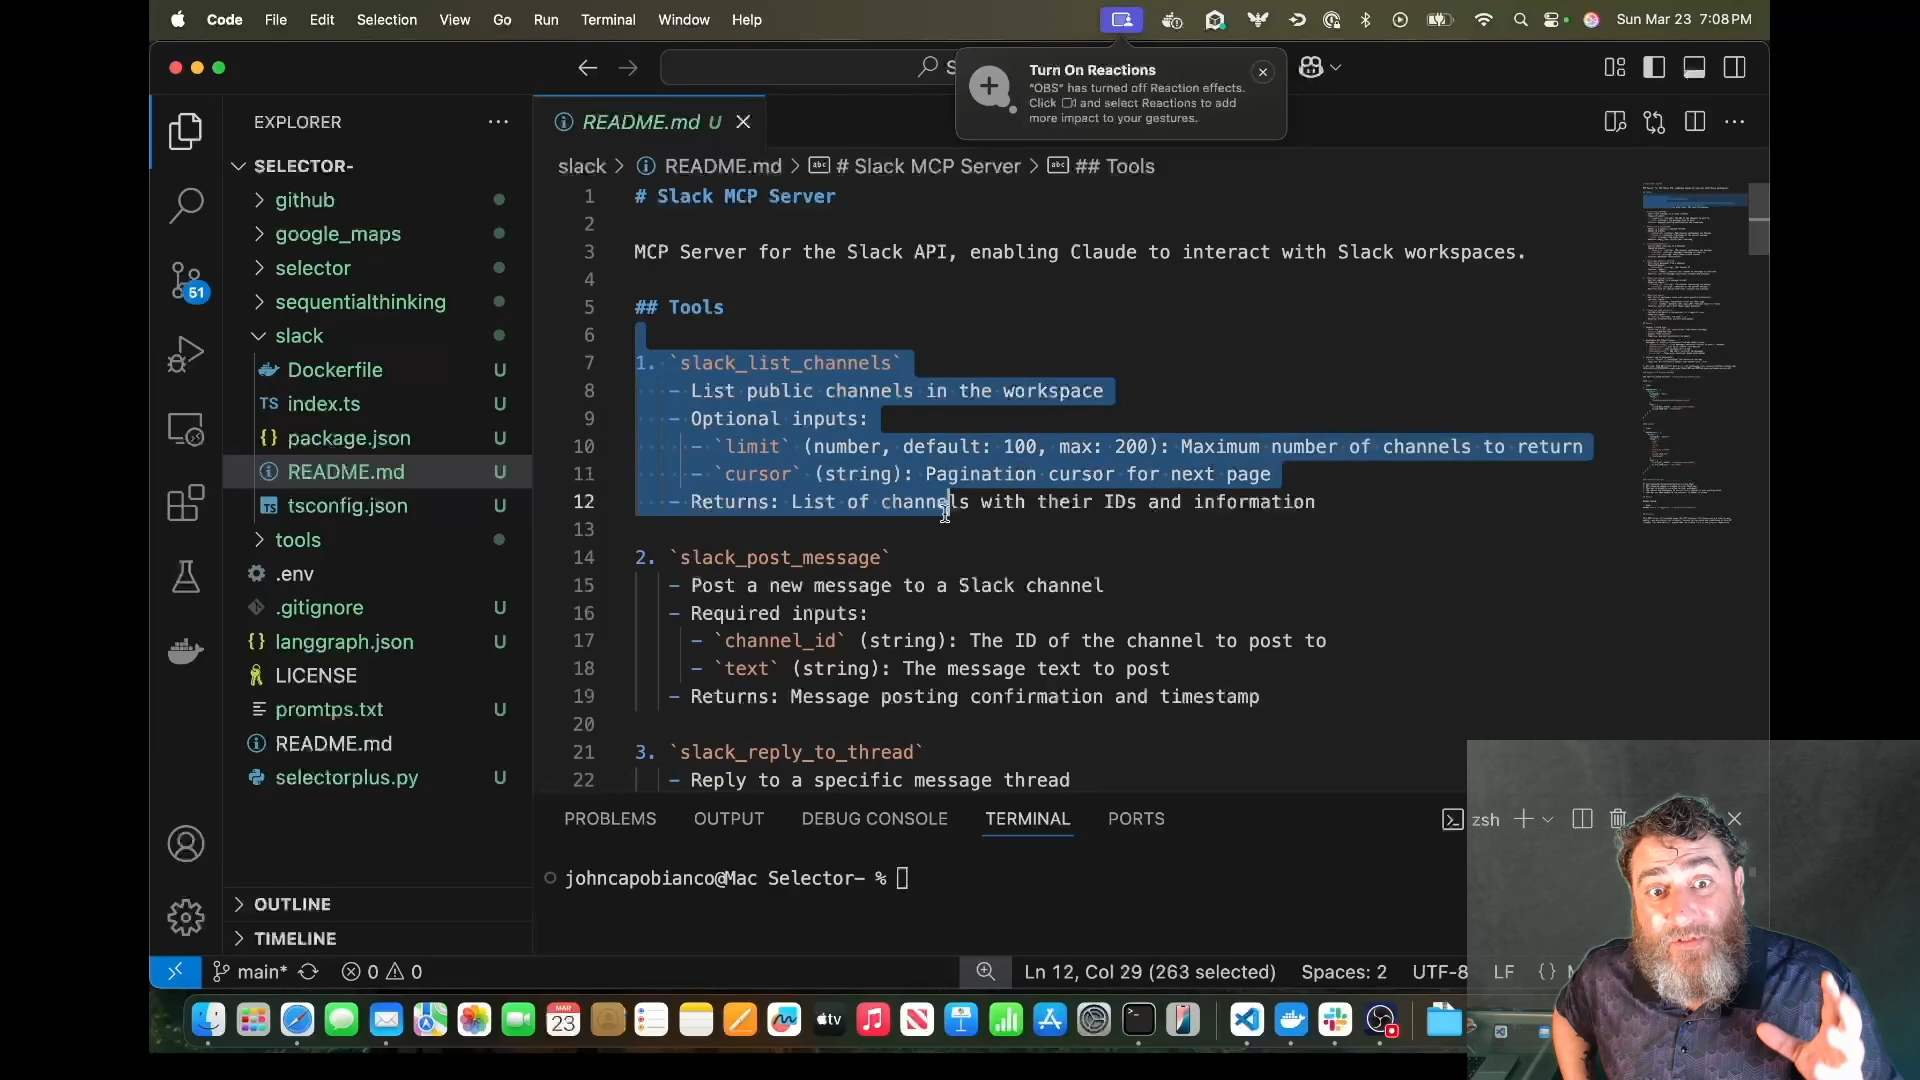 Code File Edit Selection View Go Run Terminal Window Help
Sun Mar 23 7:08 PM
Turn On Reactions
"OBS" has turned off Reaction effects.
Click and select Reactions to add
more impact to your gestures.
S
EXPLORER
README.md U
SELECTOR-
github
google_maps
selector
sequentialthinking
slack
Dockerfile U
TS index.ts U
{} package.json U
README.md U
TS tsconfig.json U
tools
.env
.gitignore U
{} langgraph.json U
LICENSE
promtps.txt U
README.md
selectorplus.py U
OUTLINE
TIMELINE
51
slack > README.md > # Slack MCP Server > ## Tools
1 # Slack MCP Server
2
3 MCP Server for the Slack API, enabling Claude to interact with Slack workspaces.
4
5 ## Tools
6
7 1. `slack_list_channels`
8 - List public channels in the workspace
9 - Optional inputs:
10 - `limit` (number, default: 100, max: 200): Maximum number of channels to return
11 - `cursor` (string): Pagination cursor for next page
12 - Returns: List of channels with their IDs and information
13
14 2. `slack_post_message`
15 - Post a new message to a Slack channel
16 - Required inputs:
17 - `channel_id` (string): The ID of the channel to post to
18 - `text` (string): The message text to post
19 - Returns: Message posting confirmation and timestamp
20
21 3. `slack_reply_to_thread`
22 - Reply to a specific message thread
PROBLEMS OUTPUT DEBUG CONSOLE TERMINAL PORTS
zsh
johncapobianco@Mac Selector- %
main* 0 0
Ln 12, Col 29 (263 selected) Spaces: 2 UTF-8 LF {}
MAR
23
tv